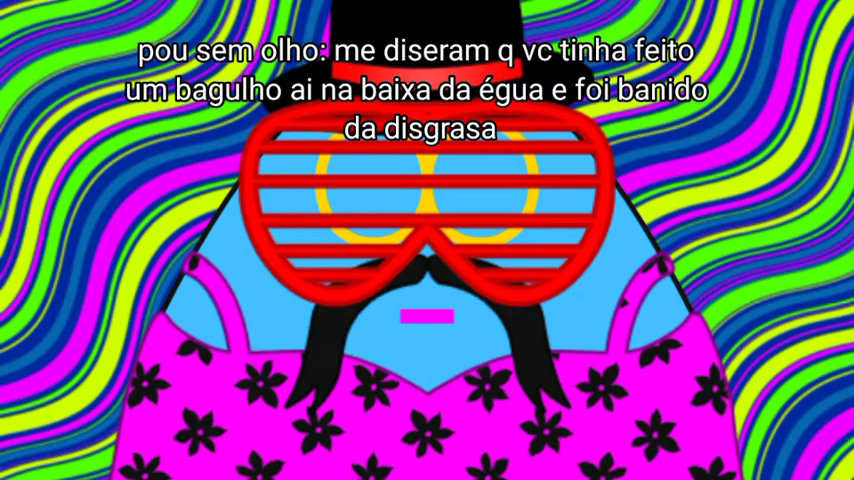 pou sem olho: me diseram q vc tinha feito
um bagulho ai na baixa da égua e foi banido
da disgrasa